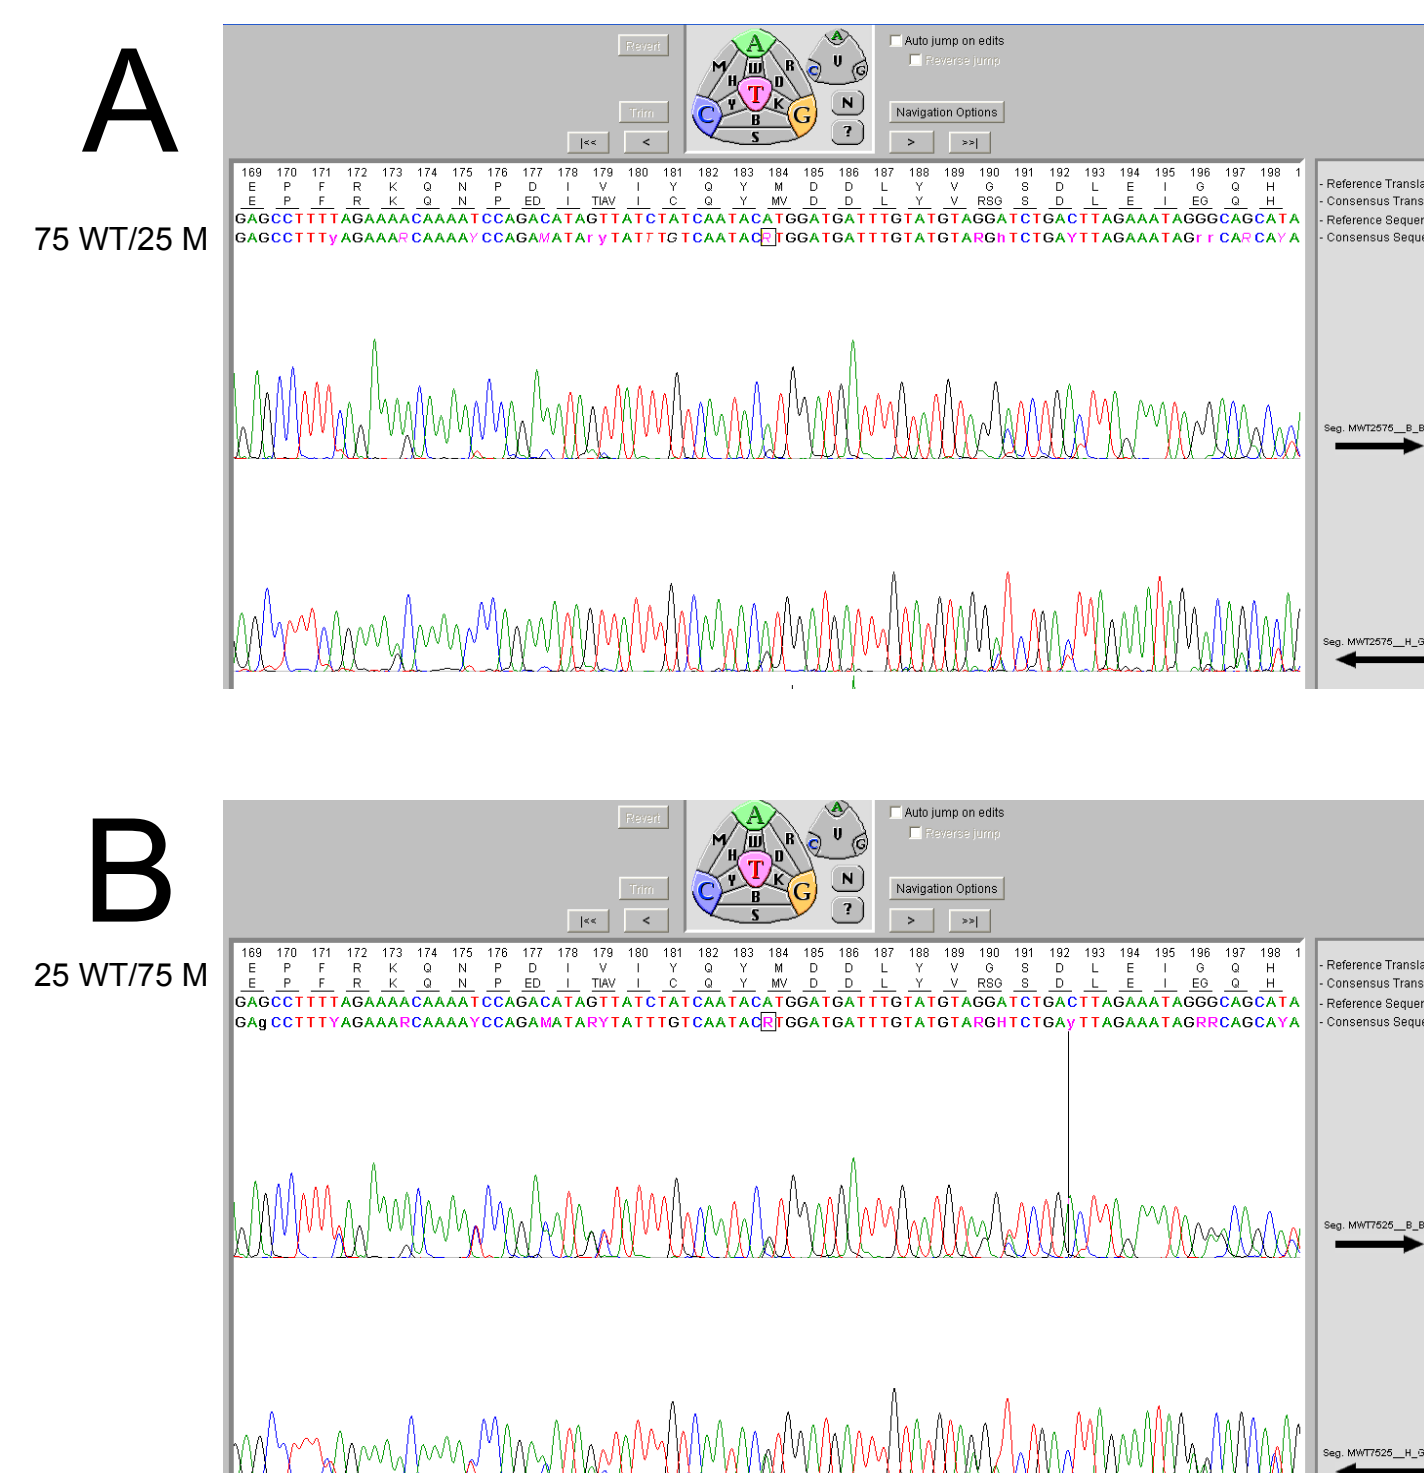 A
75 WT/25 M
Revert
Trim
|<<
<
A
M W R
H D
Y T K
C B G
S
A
U
C G
N
?
Auto jump on edits
Reverse jump
Navigation Options
>
>>|
169 170 171 172 173 174 175 176 177 178 179 180 181 182 183 184 185 186 187 188 189 190 191 192 193 194 195 196 197 198 1
E P F R K Q N P D I V I Y Q Y M D D L Y V G S D L E I G Q H
E P F R K Q N P ED I TIAV I C Q Y MV D D L Y V RSG S D L E I EG Q H
GAGCCTTTTAGAAAACAAAATCCAGACATAGTTATCTATCAATACATGGATGATTTGTATGTAGGATCTGACTTAGAAATAGGGCAGCATA
GAGCCTTTyAGAAARCAAAAYCCAGAMATAryTATTTGTCAATACRTGGATGATTTGTATGTARGhTCTGAYTTAGAAATAGrrCARCAYA
- Reference Transla
- Consensus Trans
- Reference Sequer
- Consensus Seque
Seg. MWT2575__B_B
Seg. MWT2575__H_G
B
25 WT/75 M
Revert
Trim
|<<
<
A
M W R
H D
Y T K
C B G
S
A
U
C G
N
?
Auto jump on edits
Reverse jump
Navigation Options
>
>>|
169 170 171 172 173 174 175 176 177 178 179 180 181 182 183 184 185 186 187 188 189 190 191 192 193 194 195 196 197 198 1
E P F R K Q N P D I V I Y Q Y M D D L Y V G S D L E I G Q H
E P F R K Q N P ED I TIAV I C Q Y MV D D L Y V RSG S D L E I EG Q H
GAGCCTTTTAGAAAACAAAATCCAGACATAGTTATCTATCAATACATGGATGATTTGTATGTAGGATCTGACTTAGAAATAGGGCAGCATA
GAgCCTTTYAGAAARCAAAAYCCAGAMATARYTATTTGTCAATACRTGGATGATTTGTATGTARGHTCTGAyTTAGAAATAGRRCAGCAYA
- Reference Transla
- Consensus Trans
- Reference Sequer
- Consensus Seque
Seg. MWT7525__B_B
Seg. MWT7525__H_G